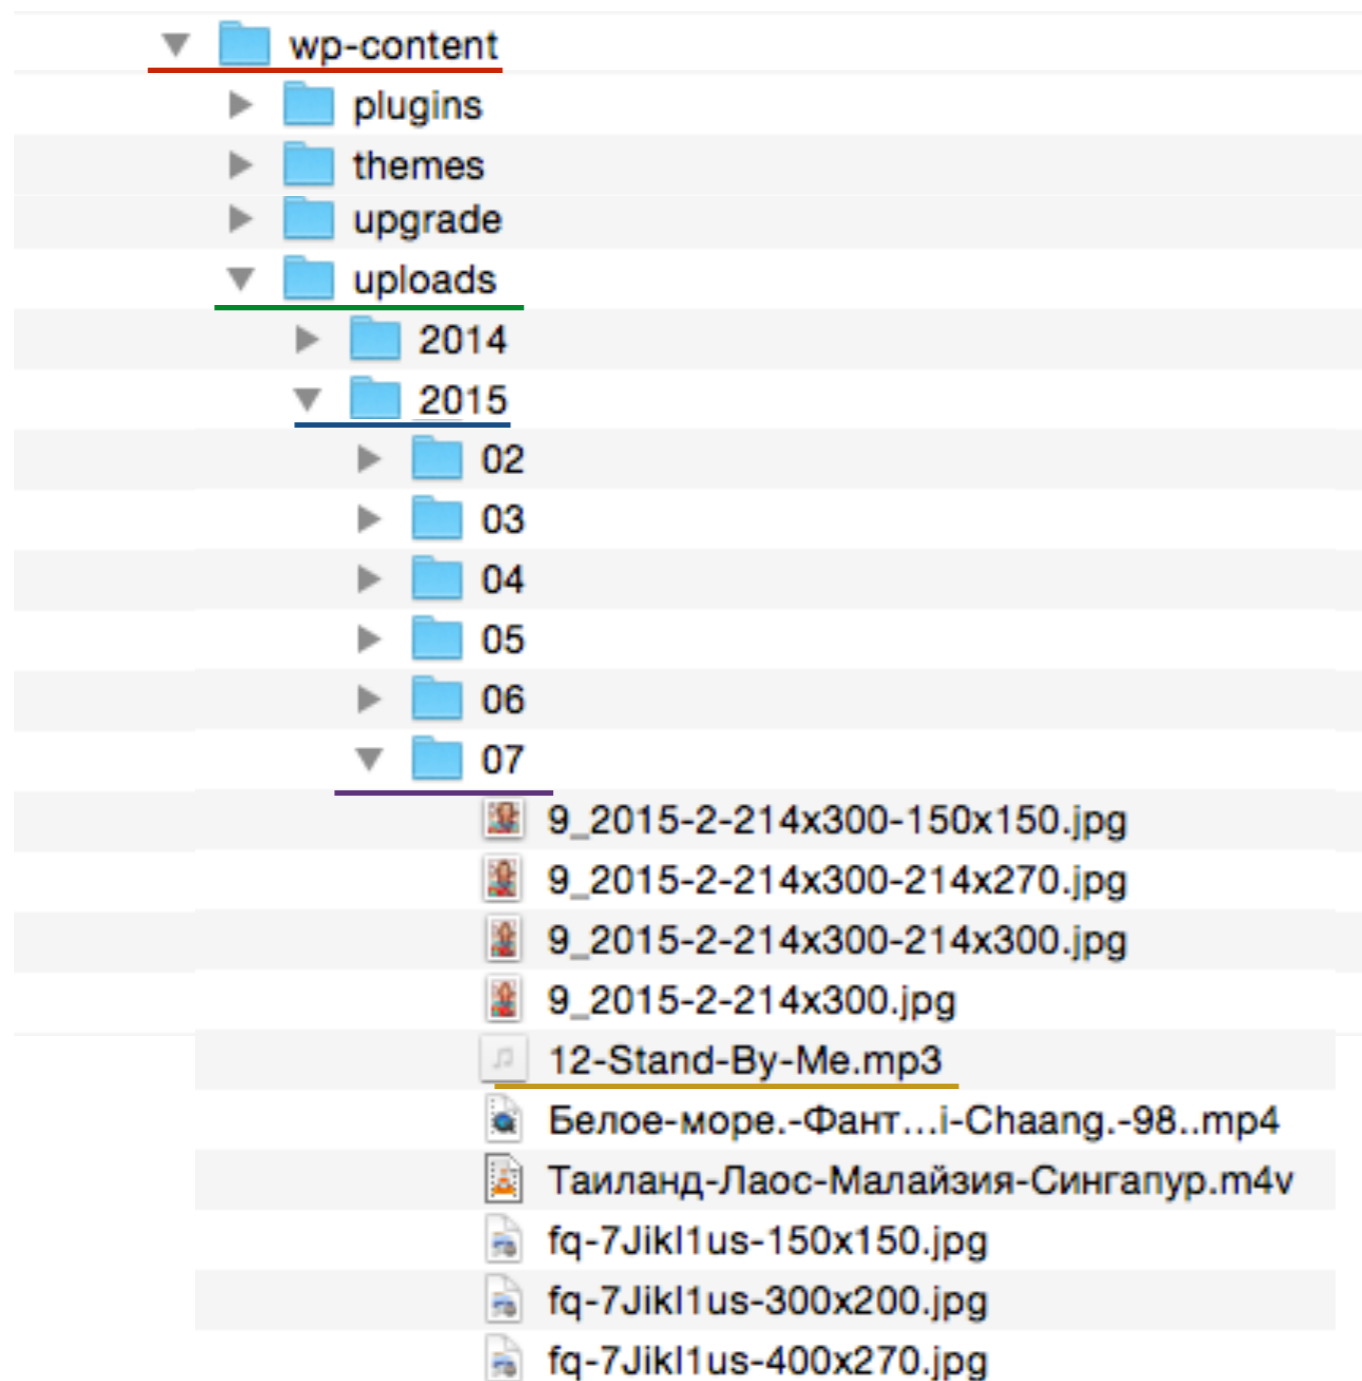 wp-content
plugins
themes
upgrade
uploads
2014
2015
02
03
04
05
06
07
9_2015-2-214x300-150x150.jpg
9_2015-2-214x300-214x270.jpg
9_2015-2-214x300-214x300.jpg
9_2015-2-214x300.jpg
12-Stand-By-Me.mp3
Белое-море.-Фант...i-Chaang.-98..mp4
Таиланд-Лаос-Малайзия-Сингапур.m4v
fq-7Jikl1us-150x150.jpg
fq-7Jikl1us-300x200.jpg
fq-7Jikl1us-400x270.jpg